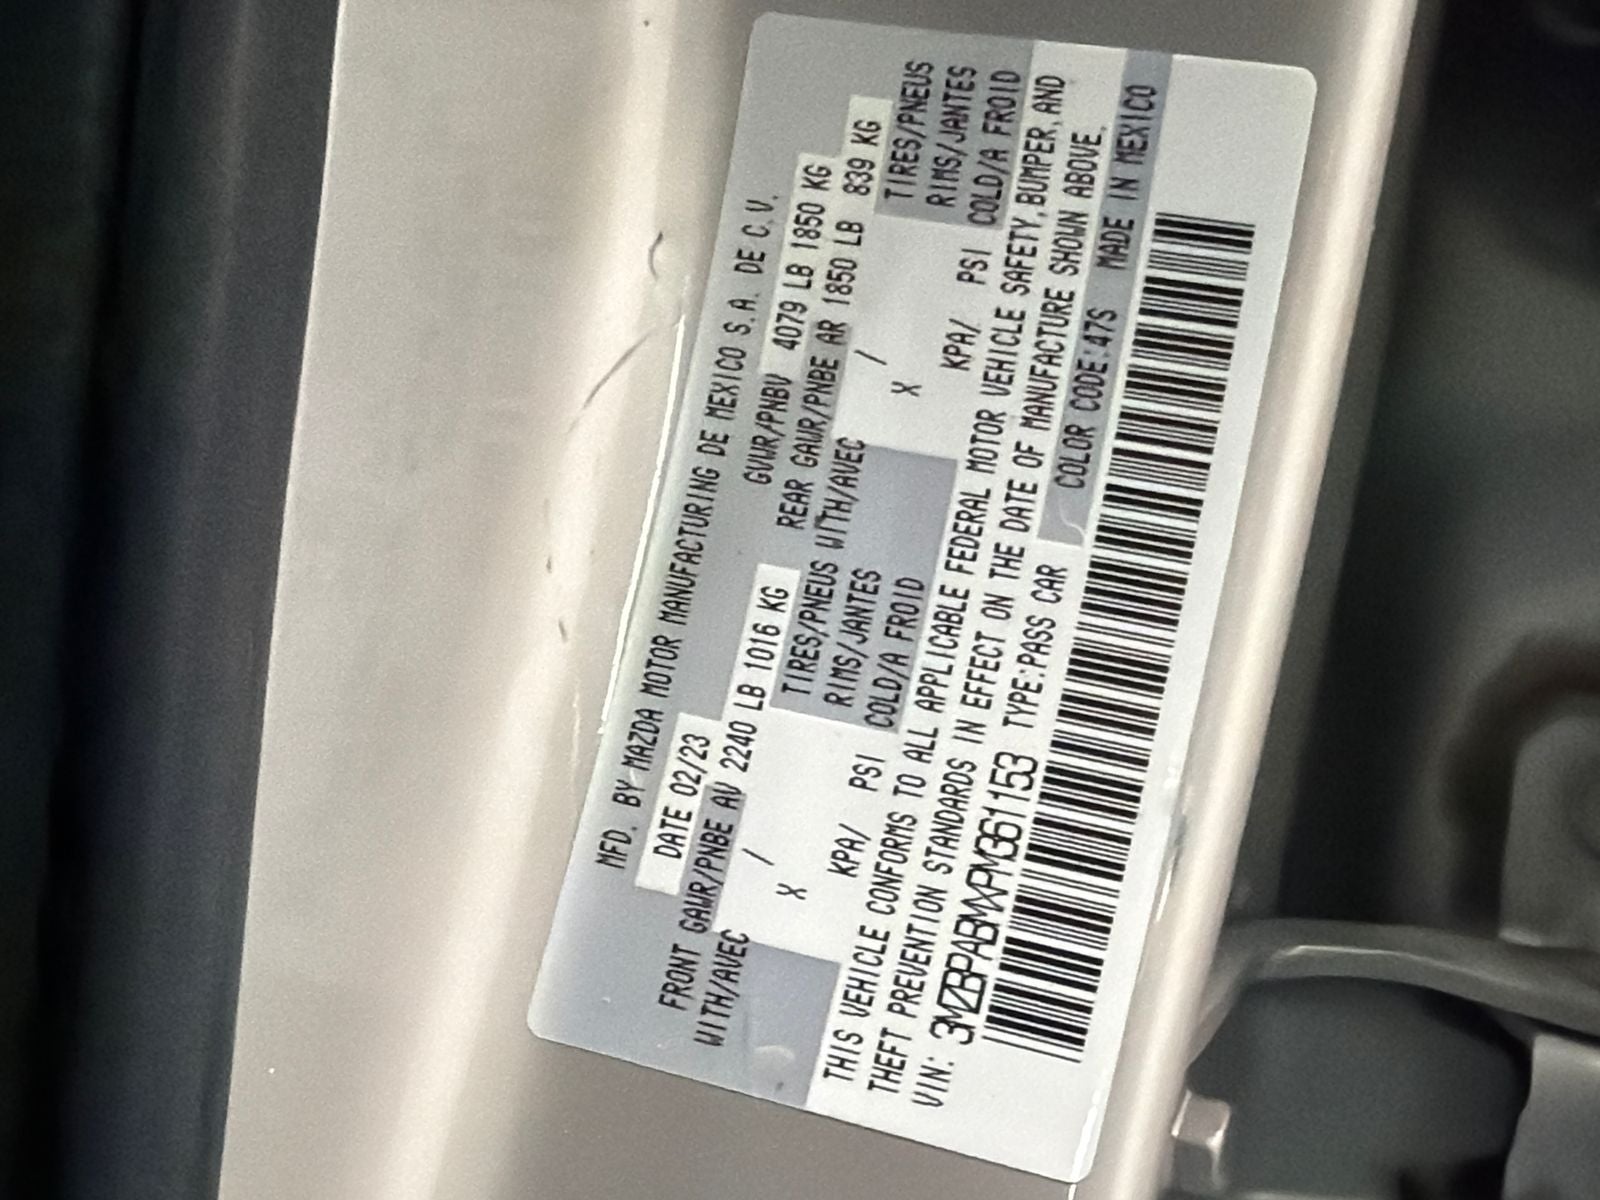 MFD. BY MAZDA MOTOR MANUFACTURING DE MEXICO S.A. DE C.V.
DATE 02/23 GVWR/PNBV 4079 LB 1850 KG
FRONT GAWR/PNBE AV 2240 LB 1016 KG REAR GAWR/PNBE AR 1850 LB 839 KG
WITH/AVEC X / TIRES/PNEUS WITH/AVEC X / TIRES/PNEUS
RIMS/JANTES RIMS/JANTES
KPA/ PSI COLD/A FROID KPA/ PSI COLD/A FROID
THIS VEHICLE CONFORMS TO ALL APPLICABLE FEDERAL MOTOR VEHICLE SAFETY, BUMPER, AND
THEFT PREVENTION STANDARDS IN EFFECT ON THE DATE OF MANUFACTURE SHOWN ABOVE.
VIN: 3MZBPABMXPM361153 TYPE:PASS CAR COLOR CODE:47S MADE IN MEXICO